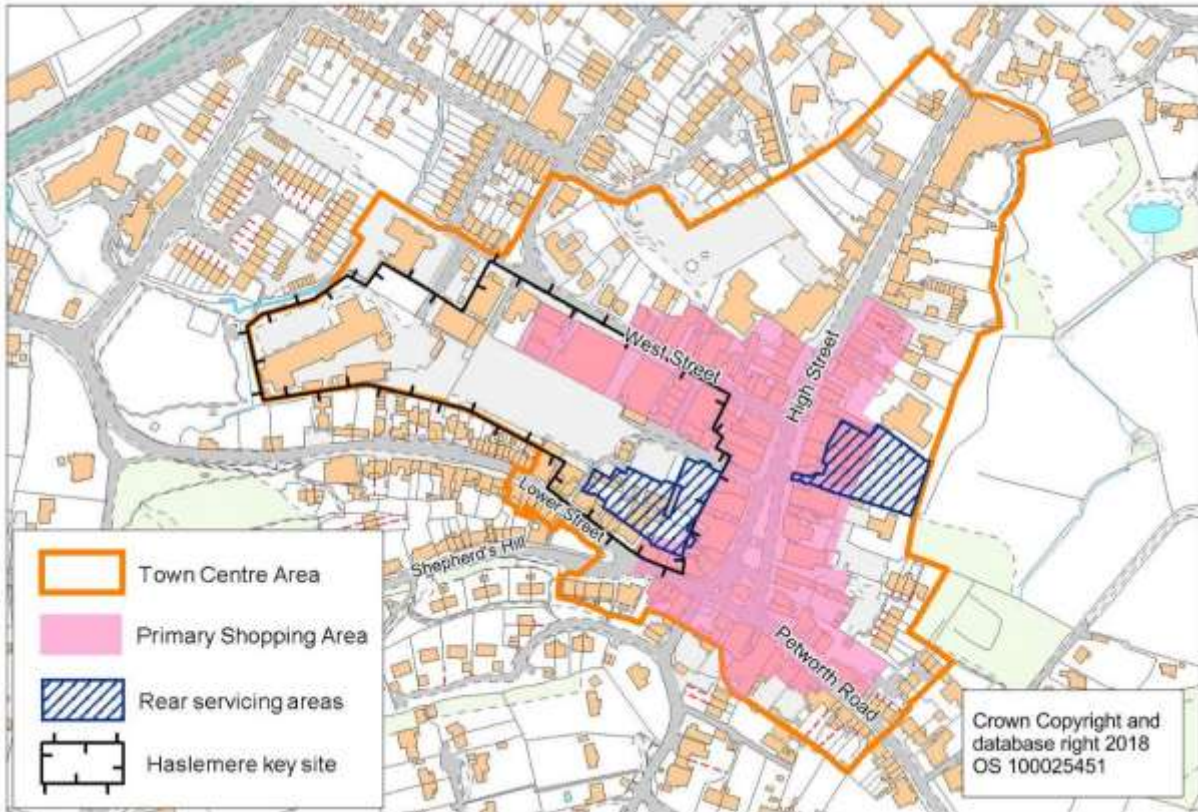 West Street
High Street
Lower Street
Shepherd's Hill
Petworth Road
Town Centre Area
Primary Shopping Area
Rear servicing areas
Haslemere key site
Crown Copyright and
database right 2018
OS 100025451